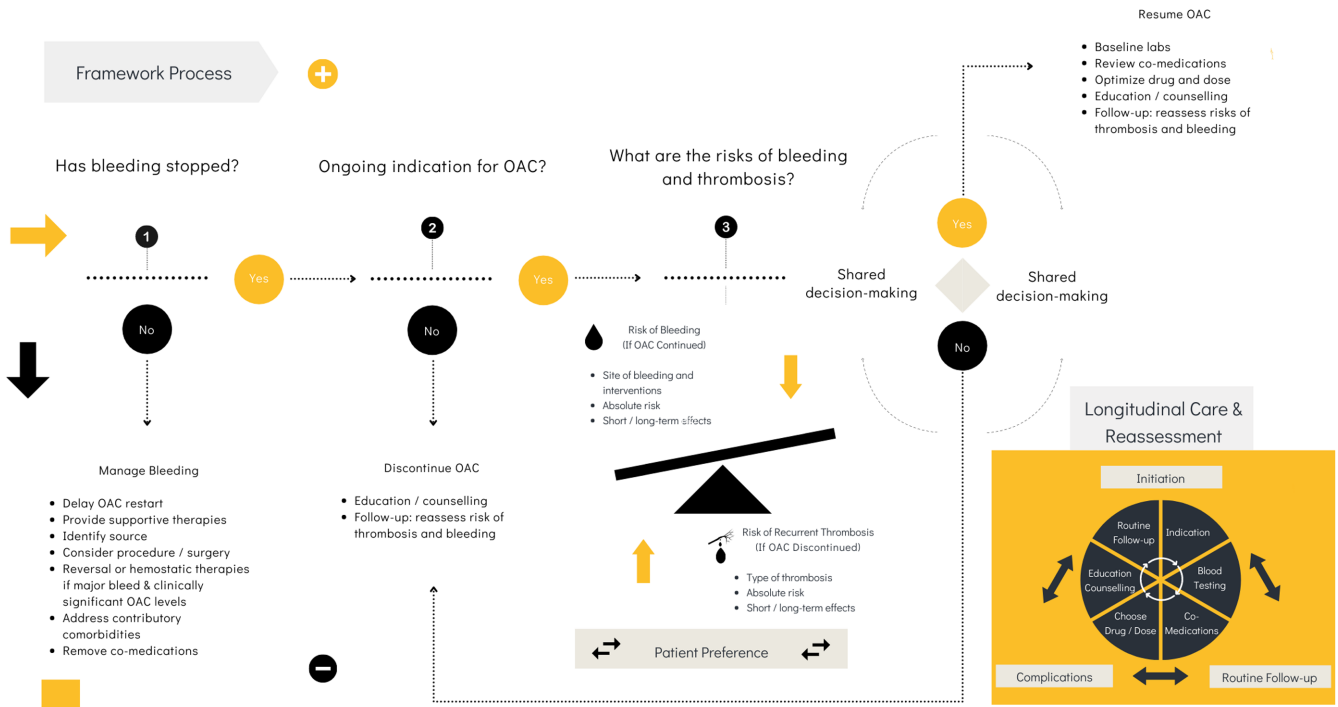 Resume OAC
• Baseline labs
• Review co-medications
• Optimize drug and dose
• Education / counselling
• Follow-up: reassess risks of
thrombosis and bleeding
Framework Process
Has bleeding stopped?
1
Yes
No
Manage Bleeding
• Delay OAC restart
• Provide supportive therapies
• Identify source
• Consider procedure / surgery
• Reversal or hemostatic therapies
if major bleed & clinically
significant OAC levels
• Address contributory
comorbidities
• Remove co-medications
Ongoing indication for OAC?
2
Yes
No
Discontinue OAC
• Education / counselling
• Follow-up: reassess risk of
thrombosis and bleeding
What are the risks of bleeding
and thrombosis?
3
Risk of Bleeding
(If OAC Continued)
• Site of bleeding and
interventions
• Absolute risk
• Short / long-term effects
Risk of Recurrent Thrombosis
(If OAC Discontinued)
• Type of thrombosis
• Absolute risk
• Short / long-term effects
Patient Preference
Yes
Shared
decision-making
Shared
decision-making
No
Longitudinal Care &
Reassessment
Initiation
Routine
Follow-up
Indication
Education
Counselling
Blood
Testing
Choose
Drug / Dose
Co-
Medications
Complications
Routine Follow-up